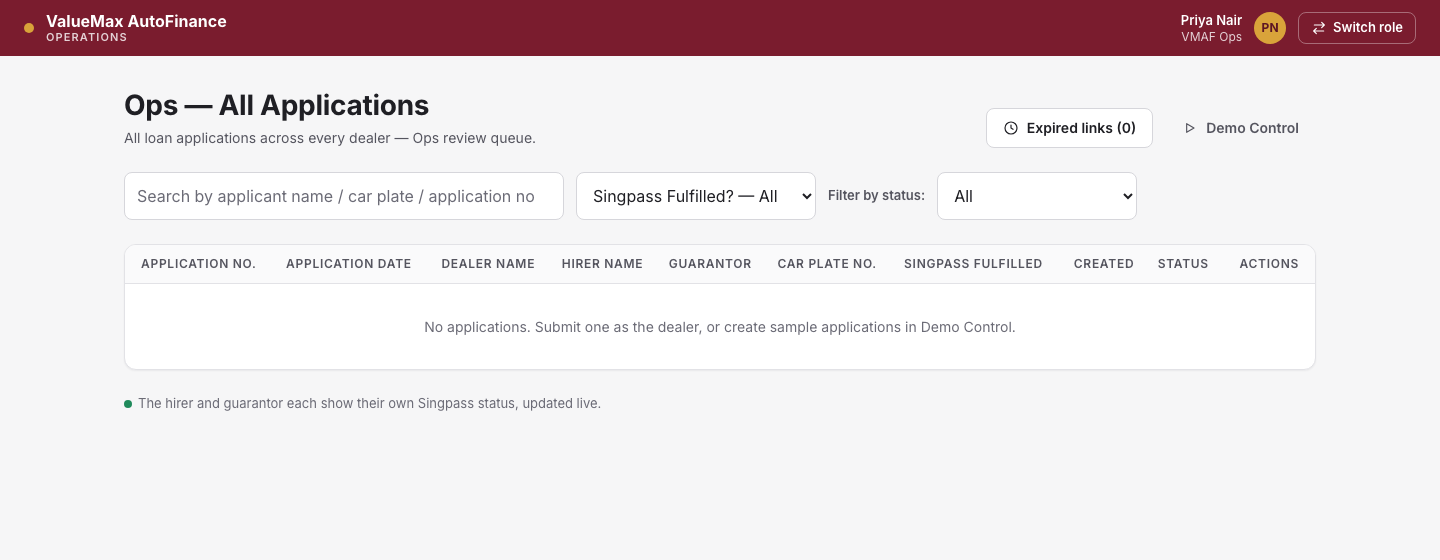 ValueMax AutoFinance
OPERATIONS
Priya Nair
VMAF Ops
PN
Switch role
Ops — All Applications
All loan applications across every dealer — Ops review queue.
Expired links (0)
Demo Control
Search by applicant name / car plate / application no
Singpass Fulfilled? — All
Filter by status:
All
APPLICATION NO. APPLICATION DATE DEALER NAME HIRER NAME GUARANTOR CAR PLATE NO. SINGPASS FULFILLED CREATED STATUS ACTIONS
No applications. Submit one as the dealer, or create sample applications in Demo Control.
The hirer and guarantor each show their own Singpass status, updated live.